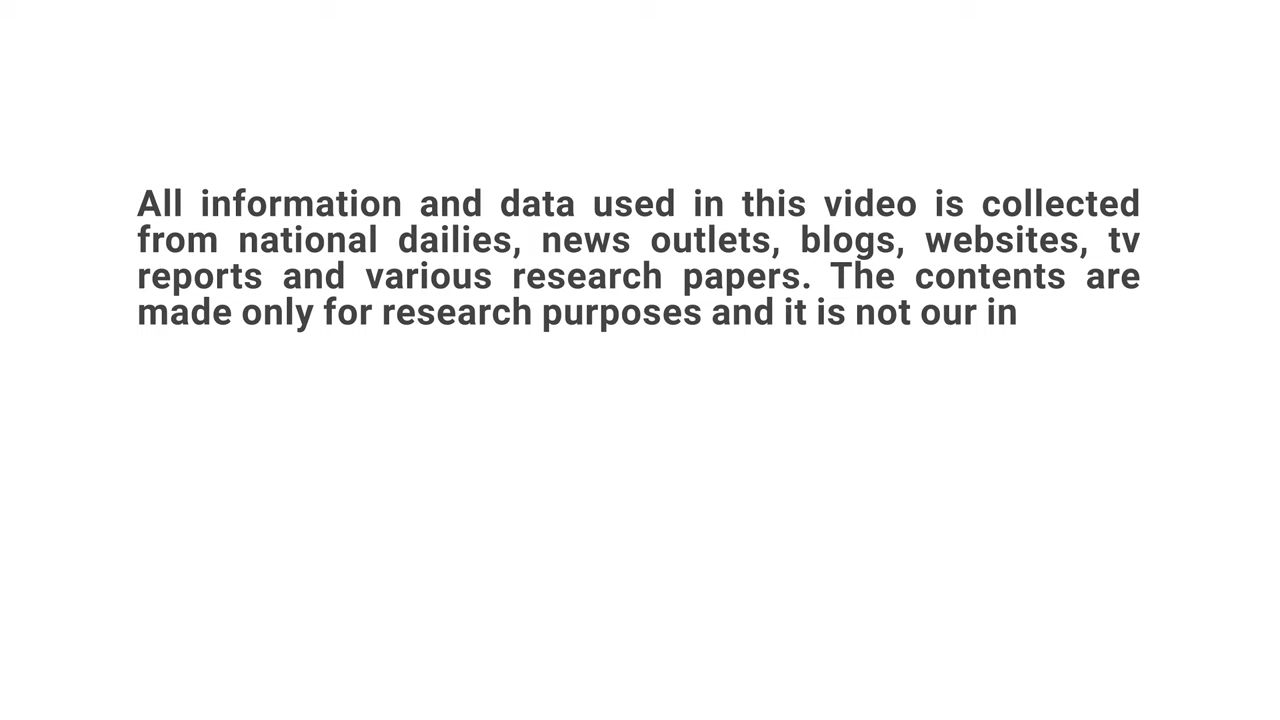 All information and data used in this video is collected
from national dailies, news outlets, blogs, websites, tv
reports and various research papers. The contents are
made only for research purposes and it is not our in